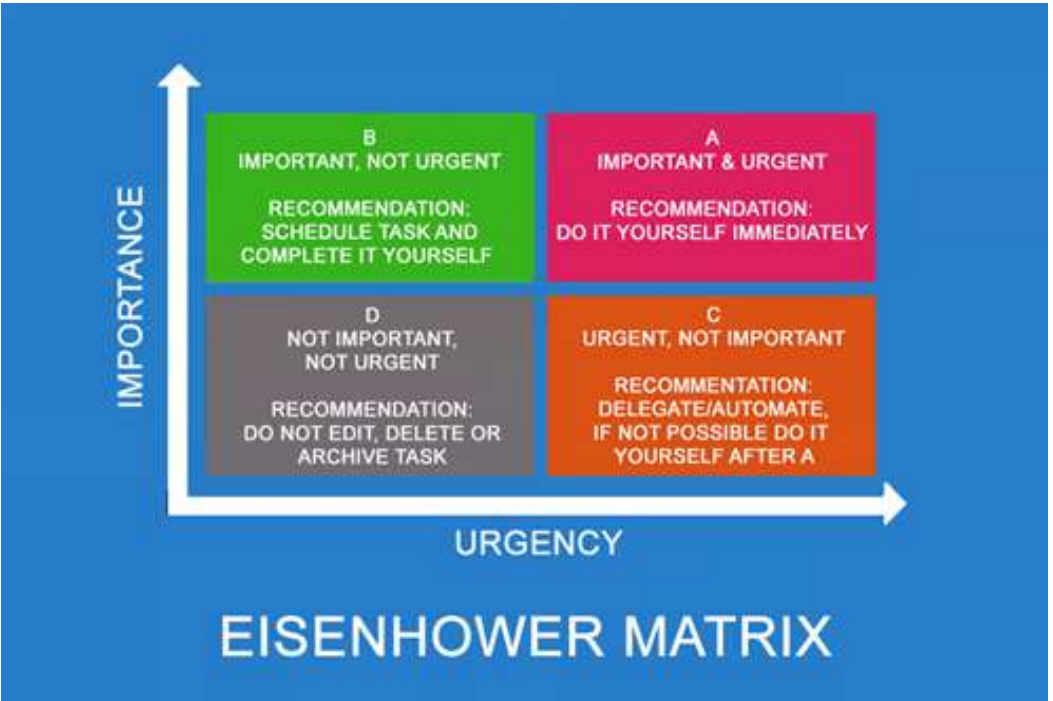 B
IMPORTANT, NOT URGENT
RECOMMENDATION:
SCHEDULE TASK AND
COMPLETE IT YOURSELF
A
IMPORTANT & URGENT
RECOMMENDATION:
DO IT YOURSELF IMMEDIATELY
IMPORTANCE
D
NOT IMPORTANT,
NOT URGENT
RECOMMENDATION:
DO NOT EDIT, DELETE OR
ARCHIVE TASK
C
URGENT, NOT IMPORTANT
RECOMMENTATION:
DELEGATE/AUTOMATE,
IF NOT POSSIBLE DO IT
YOURSELF AFTER A
URGENCY
EISENHOWER MATRIX